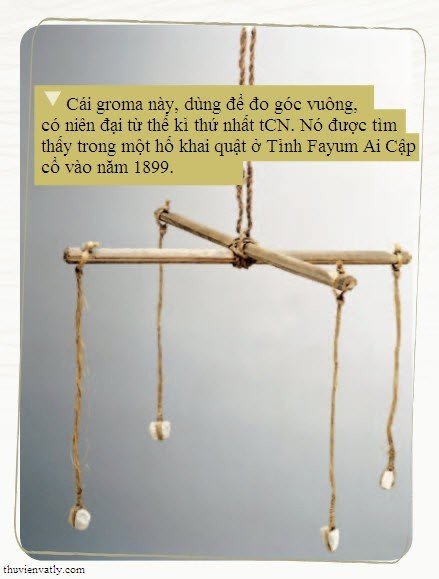 Cái groma này, dùng để đo góc vuông,
có niên đại từ thế kỉ thứ nhất tCN. Nó được tìm
thấy trong một hố khai quật ở Tỉnh Fayum Ai Cập
cổ vào năm 1899.
thuvienvatly.com